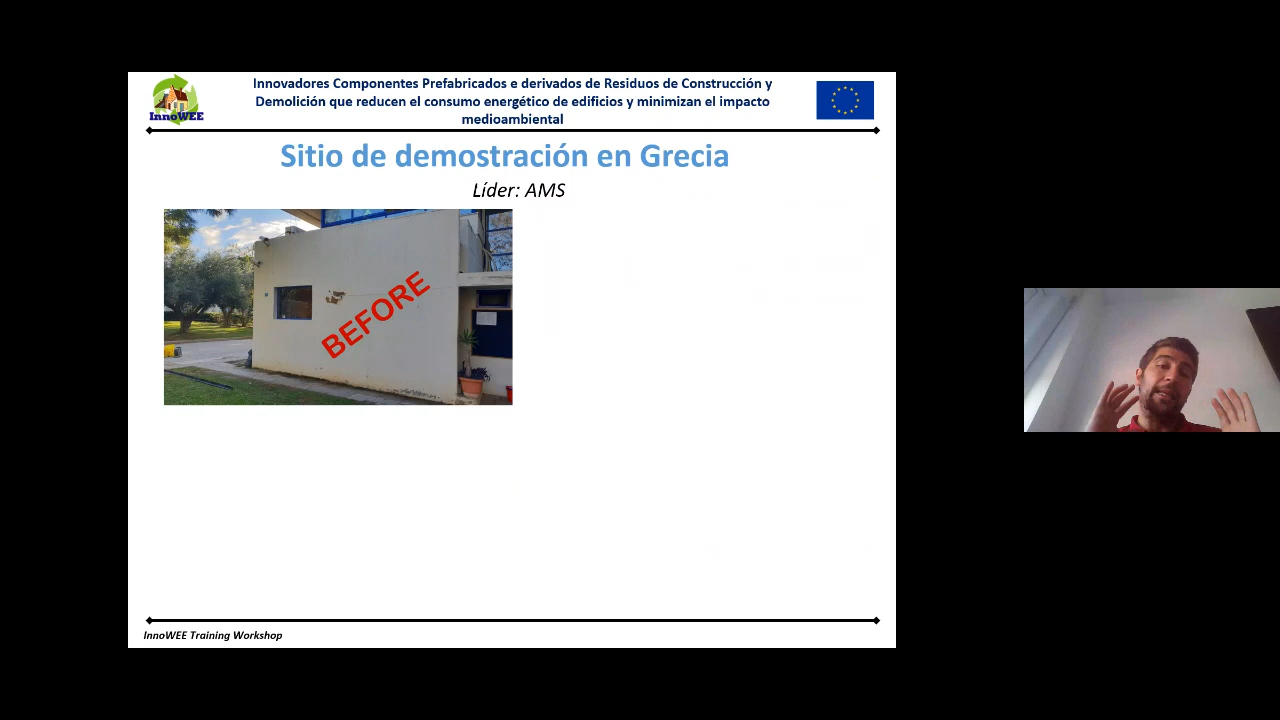 Innovadores Componentes Prefabricados e derivados de Residuos de Construcción y
Demolición que reducen el consumo energético de edificios y minimizan el impacto
medioambiental
InnoWEE
Sitio de demostración en Grecia
Líder: AMS
BEFORE
InnoWEE Training Workshop